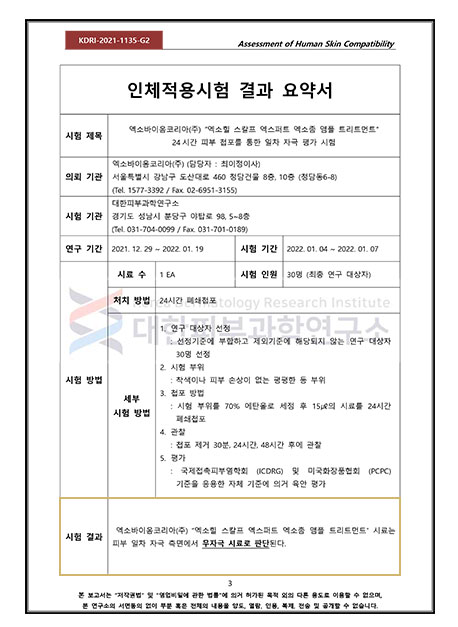 KDRI-2021-1135-G2
Assessment of Human Skin Compatibility
인체적용시험 결과 요약서
시험 제목
엑소바이옴코리아(주) "엑소힐 스칼프 엑스퍼트 엑소좀 앰플 트리트먼트"
24시간 피부 첩포를 통한 일차 자극 평가 시험
의뢰 기관
엑소바이옴코리아(주) (담당자 : 최이정이사)
서울특별시 강남구 도산대로 460 청담건물 8층, 10층 (청담동6-8)
(Tel. 1577-3392 / Fax. 02-6951-3155)
시험 기관
대한피부과학연구소
경기도 성남시 분당구 야탑로 98, 5~8층
(Tel. 031-704-0099 / Fax. 031-701-0189)
연구 기간
2021. 12. 29 ~ 2022. 01. 19
시험 기간
2022. 01. 04 ~ 2022. 01. 07
시험 방법
시료 수
1 EA
시험 인원
30명 (최종 연구 대상자)
처치 방법
24시간 폐쇄첩포
Dermatology Research Institute
대한피부과학연구소
세부
시험 방법
1. 연구 대상자 선정
: 선정기준에 부합하고 제외기준에 해당되지 않는 연구 대상자
30명 선정
2. 시험 부위
: 착색이나 피부 손상이 없는 평평한 등 부위
3. 첩포 방법
: 시험 부위를 70% 에탄올로 세정 후 15㎕의 시료를 24시간
폐쇄첩포
4. 관찰
: 첩포 제거 30분, 24시간, 48시간 후에 관찰
5. 평가
: 국제접촉피부염학회 (ICDRG) 및 미국화장품협회 (PCPC)
기준을 응용한 자체 기준에 의거 육안 평가
시험 결과
엑소바이옴코리아(주) "엑소힐 스칼프 엑스퍼트 엑소좀 앰플 트리트먼트" 시료는
피부 일차 자극 측면에서 무자극 시료로 판단된다.
3
본 보고서는 "저작권법" 및 "영업비밀에 관한 법률"에 의거 허가된 목적 외의 다른 용도로 이용할 수 없으며,
본 연구소의 서면동의 없이 부분 혹은 전체의 내용을 양도, 열람, 인용, 복제, 전송 및 공개할 수 없습니다.